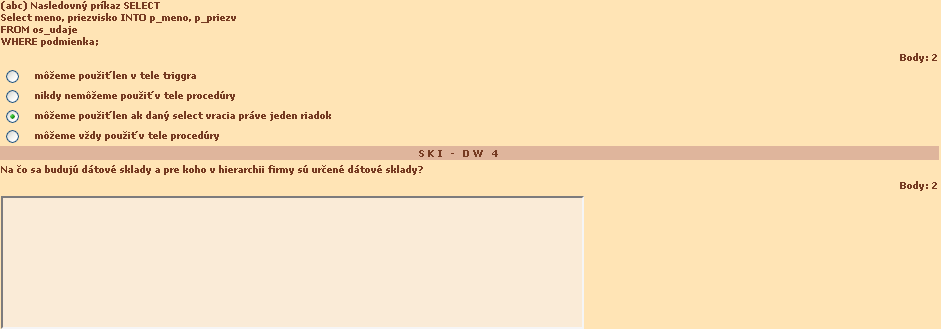 (abc) Nasledovný príkaz SELECT
Select meno, priezvisko INTO p_meno, p_priezv
FROM os_udaje
WHERE podmienka;
Body: 2
môžeme použiť len v tele triggra
nikdy nemôžeme použiť v tele procedúry
môžeme použiť len ak daný select vracia práve jeden riadok
môžeme vždy použiť v tele procedúry
SKI - DW 4
Na čo sa budujú dátové sklady a pre koho v hierarchii firmy sú určené dátové sklady?
Body: 2